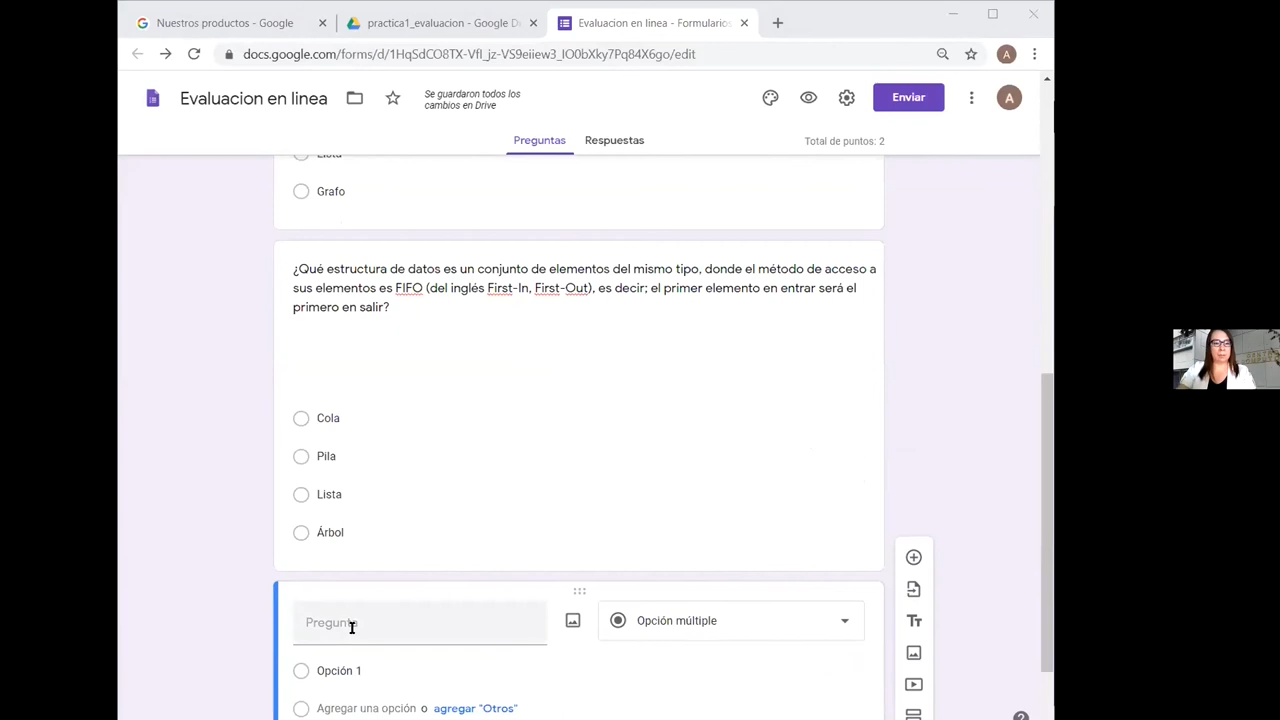 Nuestros productos - Google
practica1_evaluacion - Google D
Evaluacion en linea - Formularios
docs.google.com/forms/d/1HqSdCO8TX-Vfl_jz-VS9eiiew3_IO0bXky7Pq84X6go/edit
A
Evaluacion en linea
Se guardaron todos los
cambios en Drive
Enviar
A
Preguntas
Respuestas
Total de puntos: 2
Lista
Grafo
¿Qué estructura de datos es un conjunto de elementos del mismo tipo, donde el método de acceso a
sus elementos es FIFO (del inglés First-In, First-Out), es decir; el primer elemento en entrar será el
primero en salir?
Cola
Pila
Lista
Árbol
Pregunta
Opción múltiple
Opción 1
Agregar una opción o agregar "Otros"
Tт